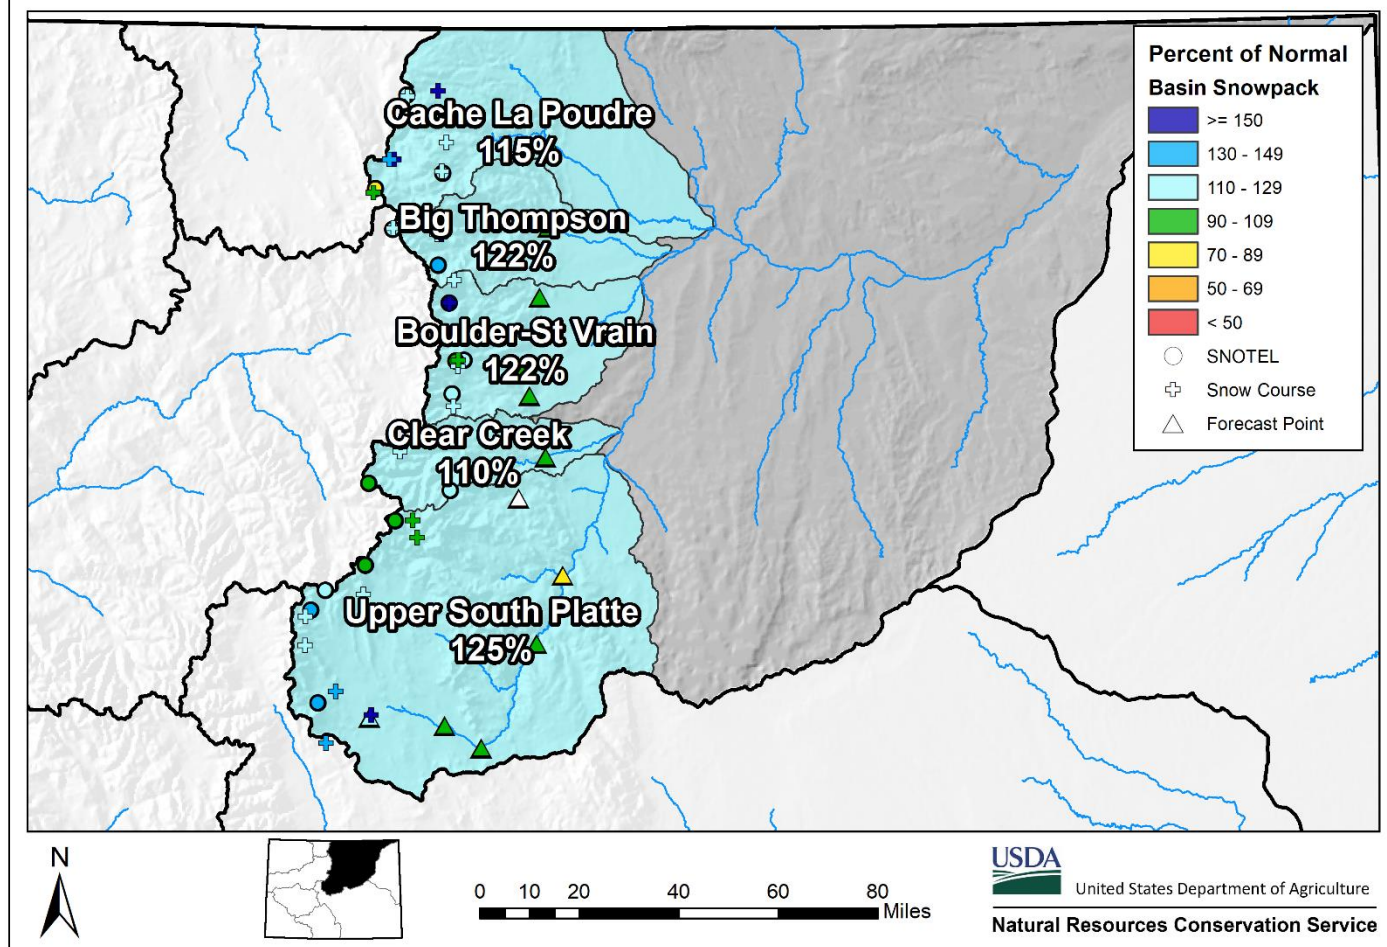 Cache La Poudre
115%
Big Thompson
122%
Boulder-St Vrain
122%
Clear Creek
110%
Upper South Platte
125%
Percent of Normal
Basin Snowpack
>= 150
130 - 149
110 - 129
90 - 109
70 - 89
50 - 69
< 50
SNOTEL
Snow Course
Forecast Point
N
0 10 20 40 60 80
Miles
USDA
United States Department of Agriculture
Natural Resources Conservation Service